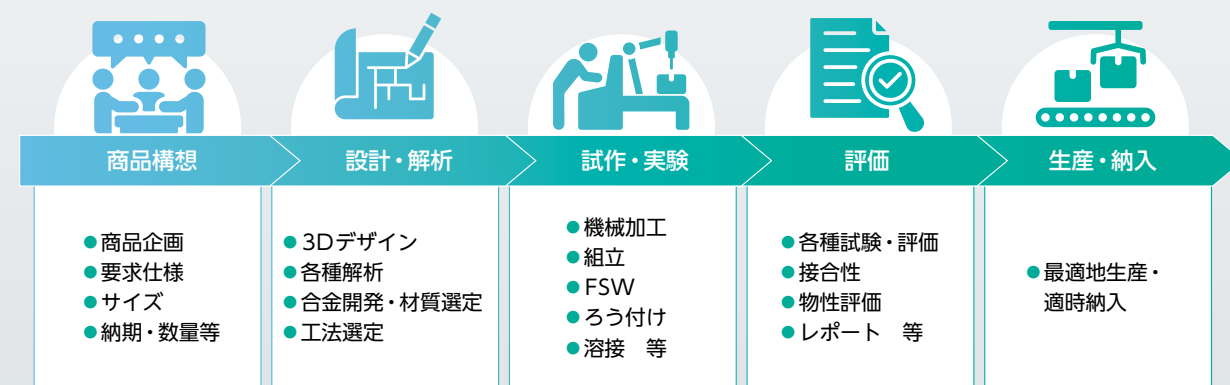 商品構想
設計・解析
試作・実験
評価
生産・納入
●商品企画
●要求仕様
●サイズ
●納期・数量等
●3Dデザイン
●各種解析
●合金開発・材質選定
●工法選定
●機械加工
●組立
●FSW
●ろう付け
●溶接　等
●各種試験・評価
●接合性
●物性評価
●レポート　等
●最適地生産・
適時納入